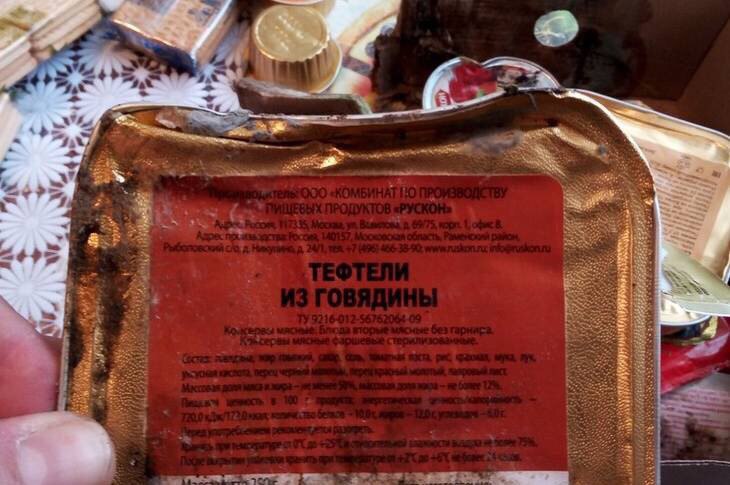 Производитель: ООО «КОМБИНАТ ПО ПРОИЗВОДСТВУ
ПИЩЕВЫХ ПРОДУКТОВ «РУСКОН»
Адрес: Россия, 117335, Москва, ул. Вавилова, д. 69/75, корп. 1, офис 8.
Адрес производства: Россия, 140157, Московская область, Раменский район,
Рыболовский с/о, д. Никулино, д. 24/1, тел. +7 (496) 466-38-90; www.ruskon.ru; info@ruskon.ru
ТЕФТЕЛИ
ИЗ ГОВЯДИНЫ
ТУ 9216-012-56762064-09
Консервы мясные. Блюда вторые мясные без гарнира.
Консервы мясные фаршевые стерилизованные.
Состав: говядина, жир говяжий, сахар, соль, томатная паста, рис, крахмал, мука, лук,
уксусная кислота, перец черный молотый, перец красный молотый, лавровый лист.
Массовая доля мяса и жира – не менее 58%, массовая доля жира – не более 12%.
Пищевая ценность в 100 г продукта: энергетическая ценность/калорийность –
720,0 кДж/173,0 ккал; количество белков – 10,0 г, жиров – 12,0 г, углеводов – 6,0 г.
Перед употреблением рекомендуется разогреть.
Хранить при температуре от 0°С до +25°С и относительной влажности воздуха не более 75%.
После вскрытия упаковки хранить при температуре от +2°С до +6°С не более 24 часов.
Масса нетто 250 г